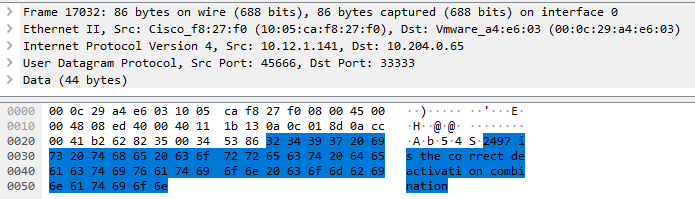 > Frame 17032: 86 bytes on wire (688 bits), 86 bytes captured (688 bits) on interface 0
> Ethernet II, Src: Cisco_f8:27:f0 (10:05:ca:f8:27:f0), Dst: Vmware_a4:e6:03 (00:0c:29:a4:e6:03)
> Internet Protocol Version 4, Src: 10.12.1.141, Dst: 10.204.0.65
> User Datagram Protocol, Src Port: 45666, Dst Port: 33333
> Data (44 bytes)
0000 00 0c 29 a4 e6 03 10 05 ca f8 27 f0 08 00 45 00 ··)····· ··'···E·
0010 00 48 08 ed 40 00 40 11 1b 13 0a 0c 01 8d 0a cc ·H··@·@· ········
0020 00 41 b2 62 82 35 00 34 53 86 32 34 39 37 20 69 ·A·b·5·4 S·2497 i
0030 73 20 74 68 65 20 63 6f 72 72 65 63 74 20 64 65 s the co rrect de
0040 61 63 74 69 76 61 74 69 6f 6e 20 63 6f 6d 62 69 activati on combi
0050 6e 61 74 69 6f 6e nation